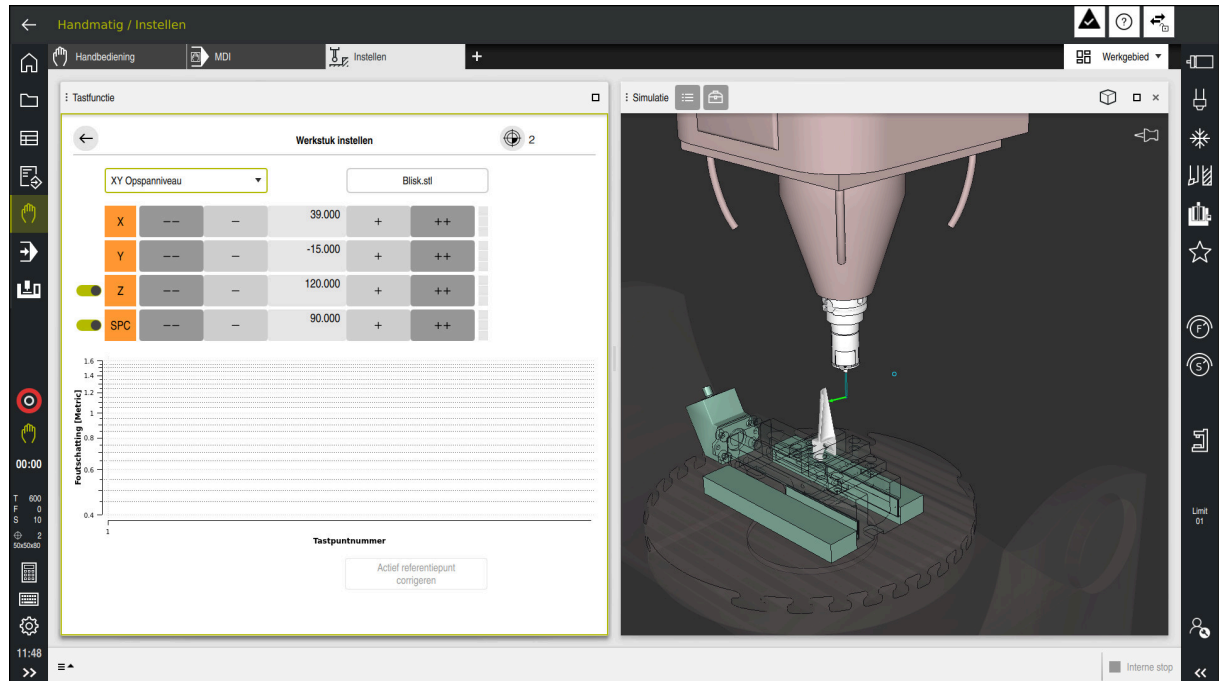 Handmatig / Instellen
Handbediening
MDI
Instellen
+
Werkgebied
Tastfunctie
Werkstuk instellen
2
XY Opspanniveau
Blisk.stl
X -- - 39.000 + ++
Y -- - -15.000 + ++
Z -- - 120.000 + ++
SPC -- - 90.000 + ++
Foutschatting [Metric]
1.6
1.4
1.2
1
0.8
0.6
0.4
1
Tastpuntnummer
Actief referentiepunt
corrigeren
Simulatie
00:00
T 600
F 0
S 10
2
50x50x80
11:48
F
S
Limit
01
Interne stop